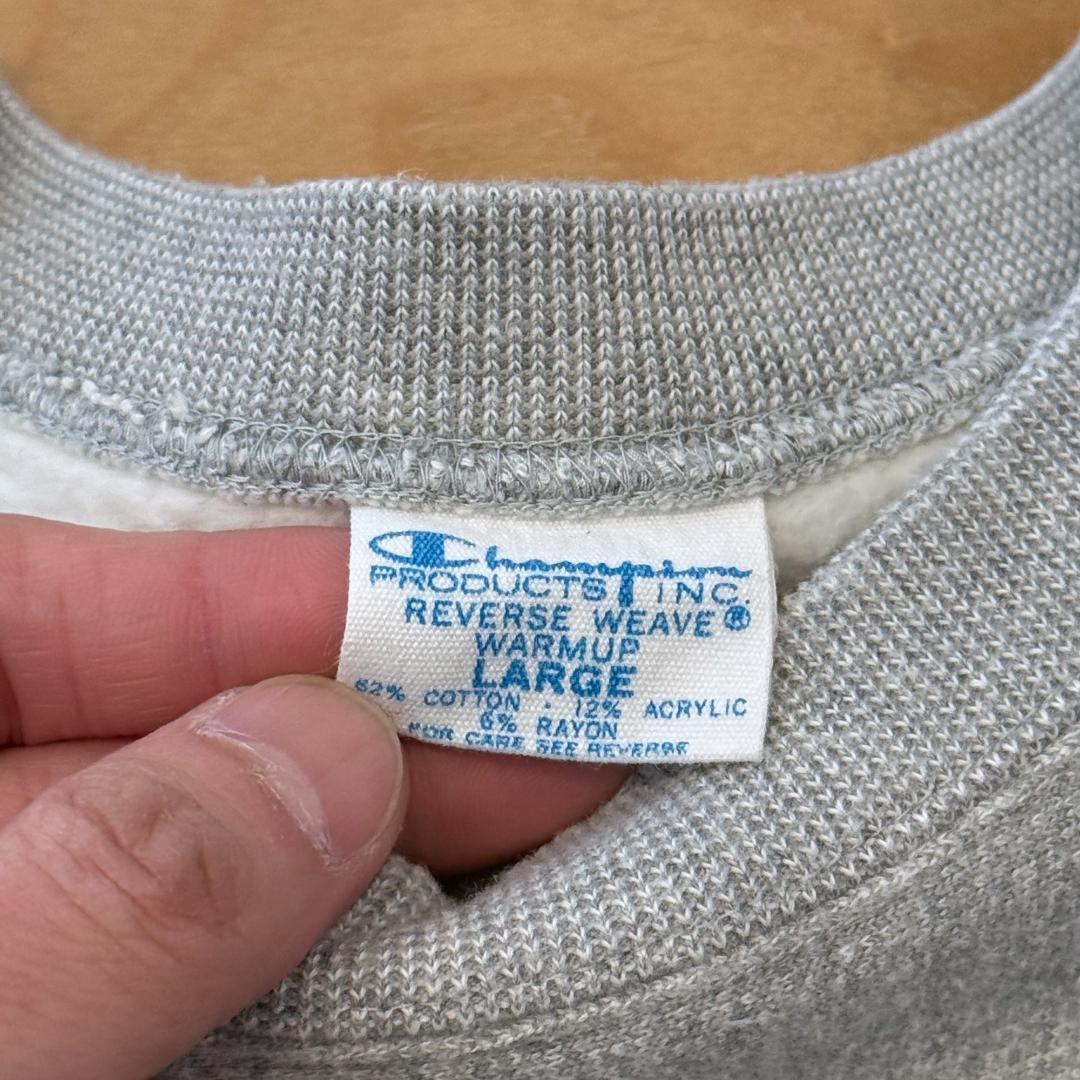 Champion
PRODUCTS INC.
REVERSE WEAVE®
WARMUP
LARGE
82% COTTON · 12% ACRYLIC
6% RAYON
FOR CARE SEE REVERSE